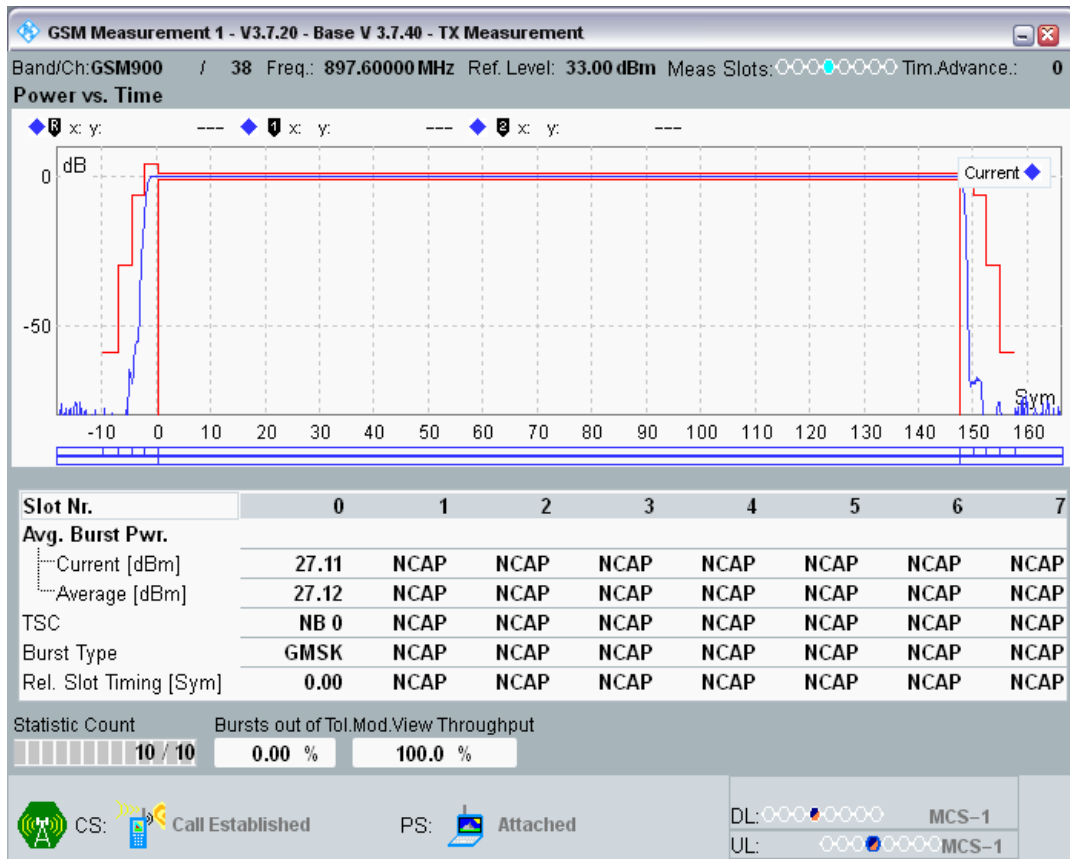 GSM Measurement 1 - V3.7.20 - Base V 3.7.40 - TX Measurement
Band/Ch:GSM900 / 38 Freq.: 897.60000 MHz Ref. Level: 33.00 dBm Meas Slots: Tim.Advance.: 0
Power vs. Time
R x: y: --- 1 x: y: --- 2 x: y: ---
dB
Current
0
-50
Sym
-10 0 10 20 30 40 50 60 70 80 90 100 110 120 130 140 150 160
Slot Nr. 0 1 2 3 4 5 6 7
Avg. Burst Pwr.
Current [dBm] 27.11 NCAP NCAP NCAP NCAP NCAP NCAP NCAP
Average [dBm] 27.12 NCAP NCAP NCAP NCAP NCAP NCAP NCAP
TSC NB 0 NCAP NCAP NCAP NCAP NCAP NCAP NCAP
Burst Type GMSK NCAP NCAP NCAP NCAP NCAP NCAP NCAP
Rel. Slot Timing [Sym] 0.00 NCAP NCAP NCAP NCAP NCAP NCAP NCAP
Statistic Count Bursts out of Tol.Mod.View Throughput
10 / 10 0.00 % 100.0 %
CS: Call Established PS: Attached
DL: MCS-1
UL: MCS-1